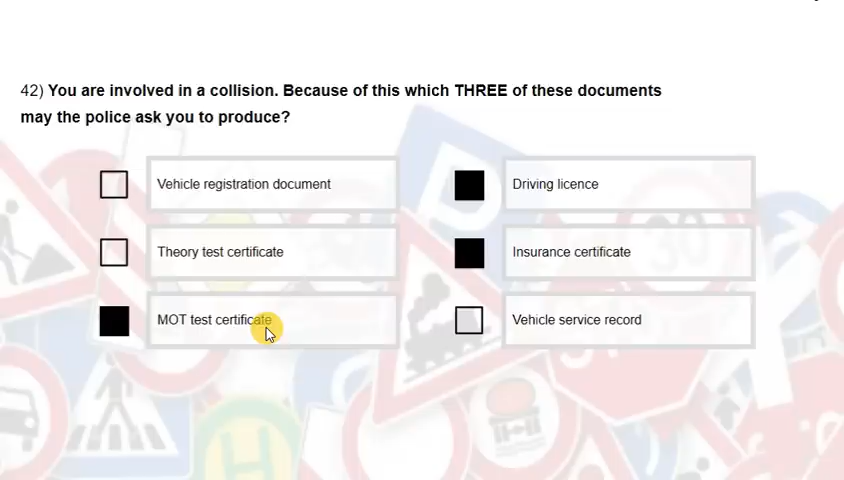 42) You are involved in a collision. Because of this which THREE of these documents
may the police ask you to produce?
Vehicle registration document
Driving licence
Theory test certificate
Insurance certificate
MOT test certificate
Vehicle service record